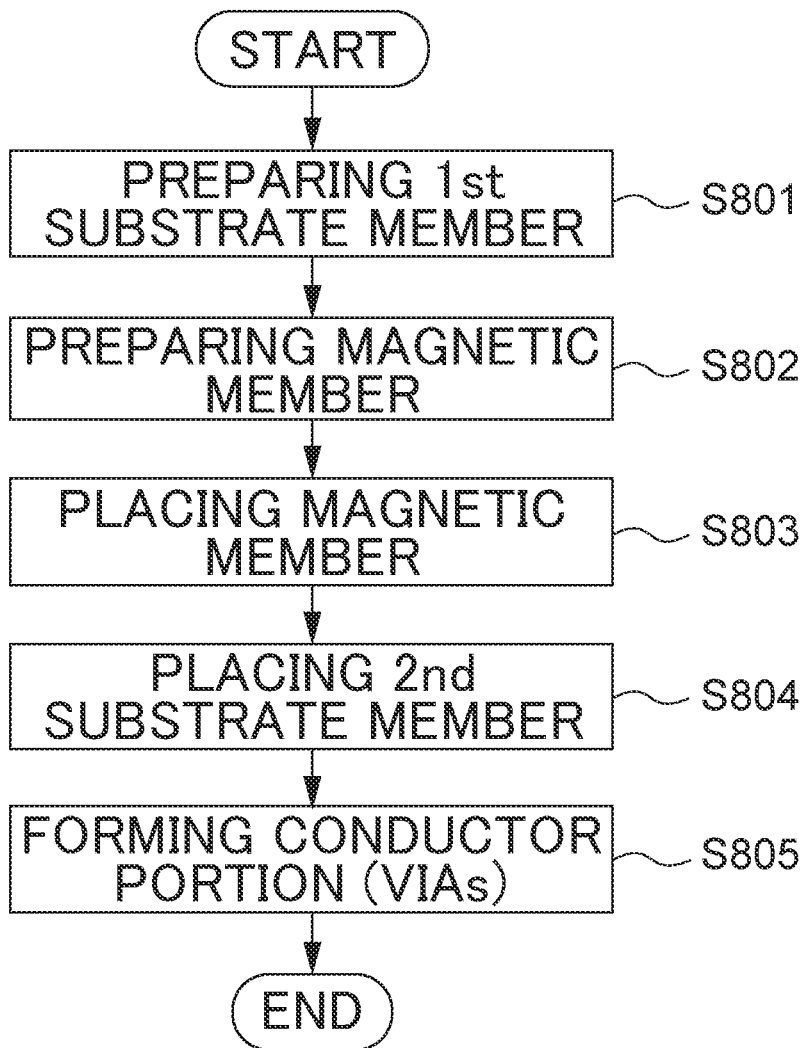 START
PREPARING 1st
SUBSTRATE MEMBER
S801
PREPARING MAGNETIC
MEMBER
S802
PLACING MAGNETIC
MEMBER
S803
PLACING 2nd
SUBSTRATE MEMBER
S804
FORMING CONDUCTOR
PORTION (VIAs)
S805
END